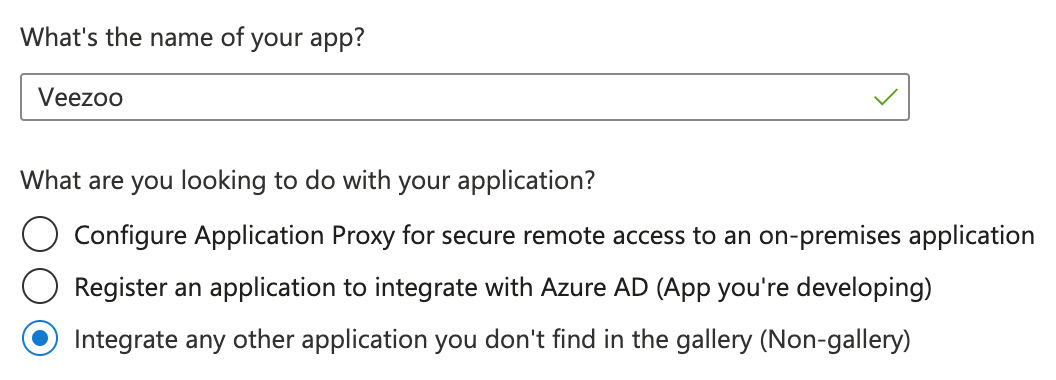 What's the name of your app?
Veezoo
What are you looking to do with your application?
Configure Application Proxy for secure remote access to an on-premises application
Register an application to integrate with Azure AD (App you're developing)
Integrate any other application you don't find in the gallery (Non-gallery)